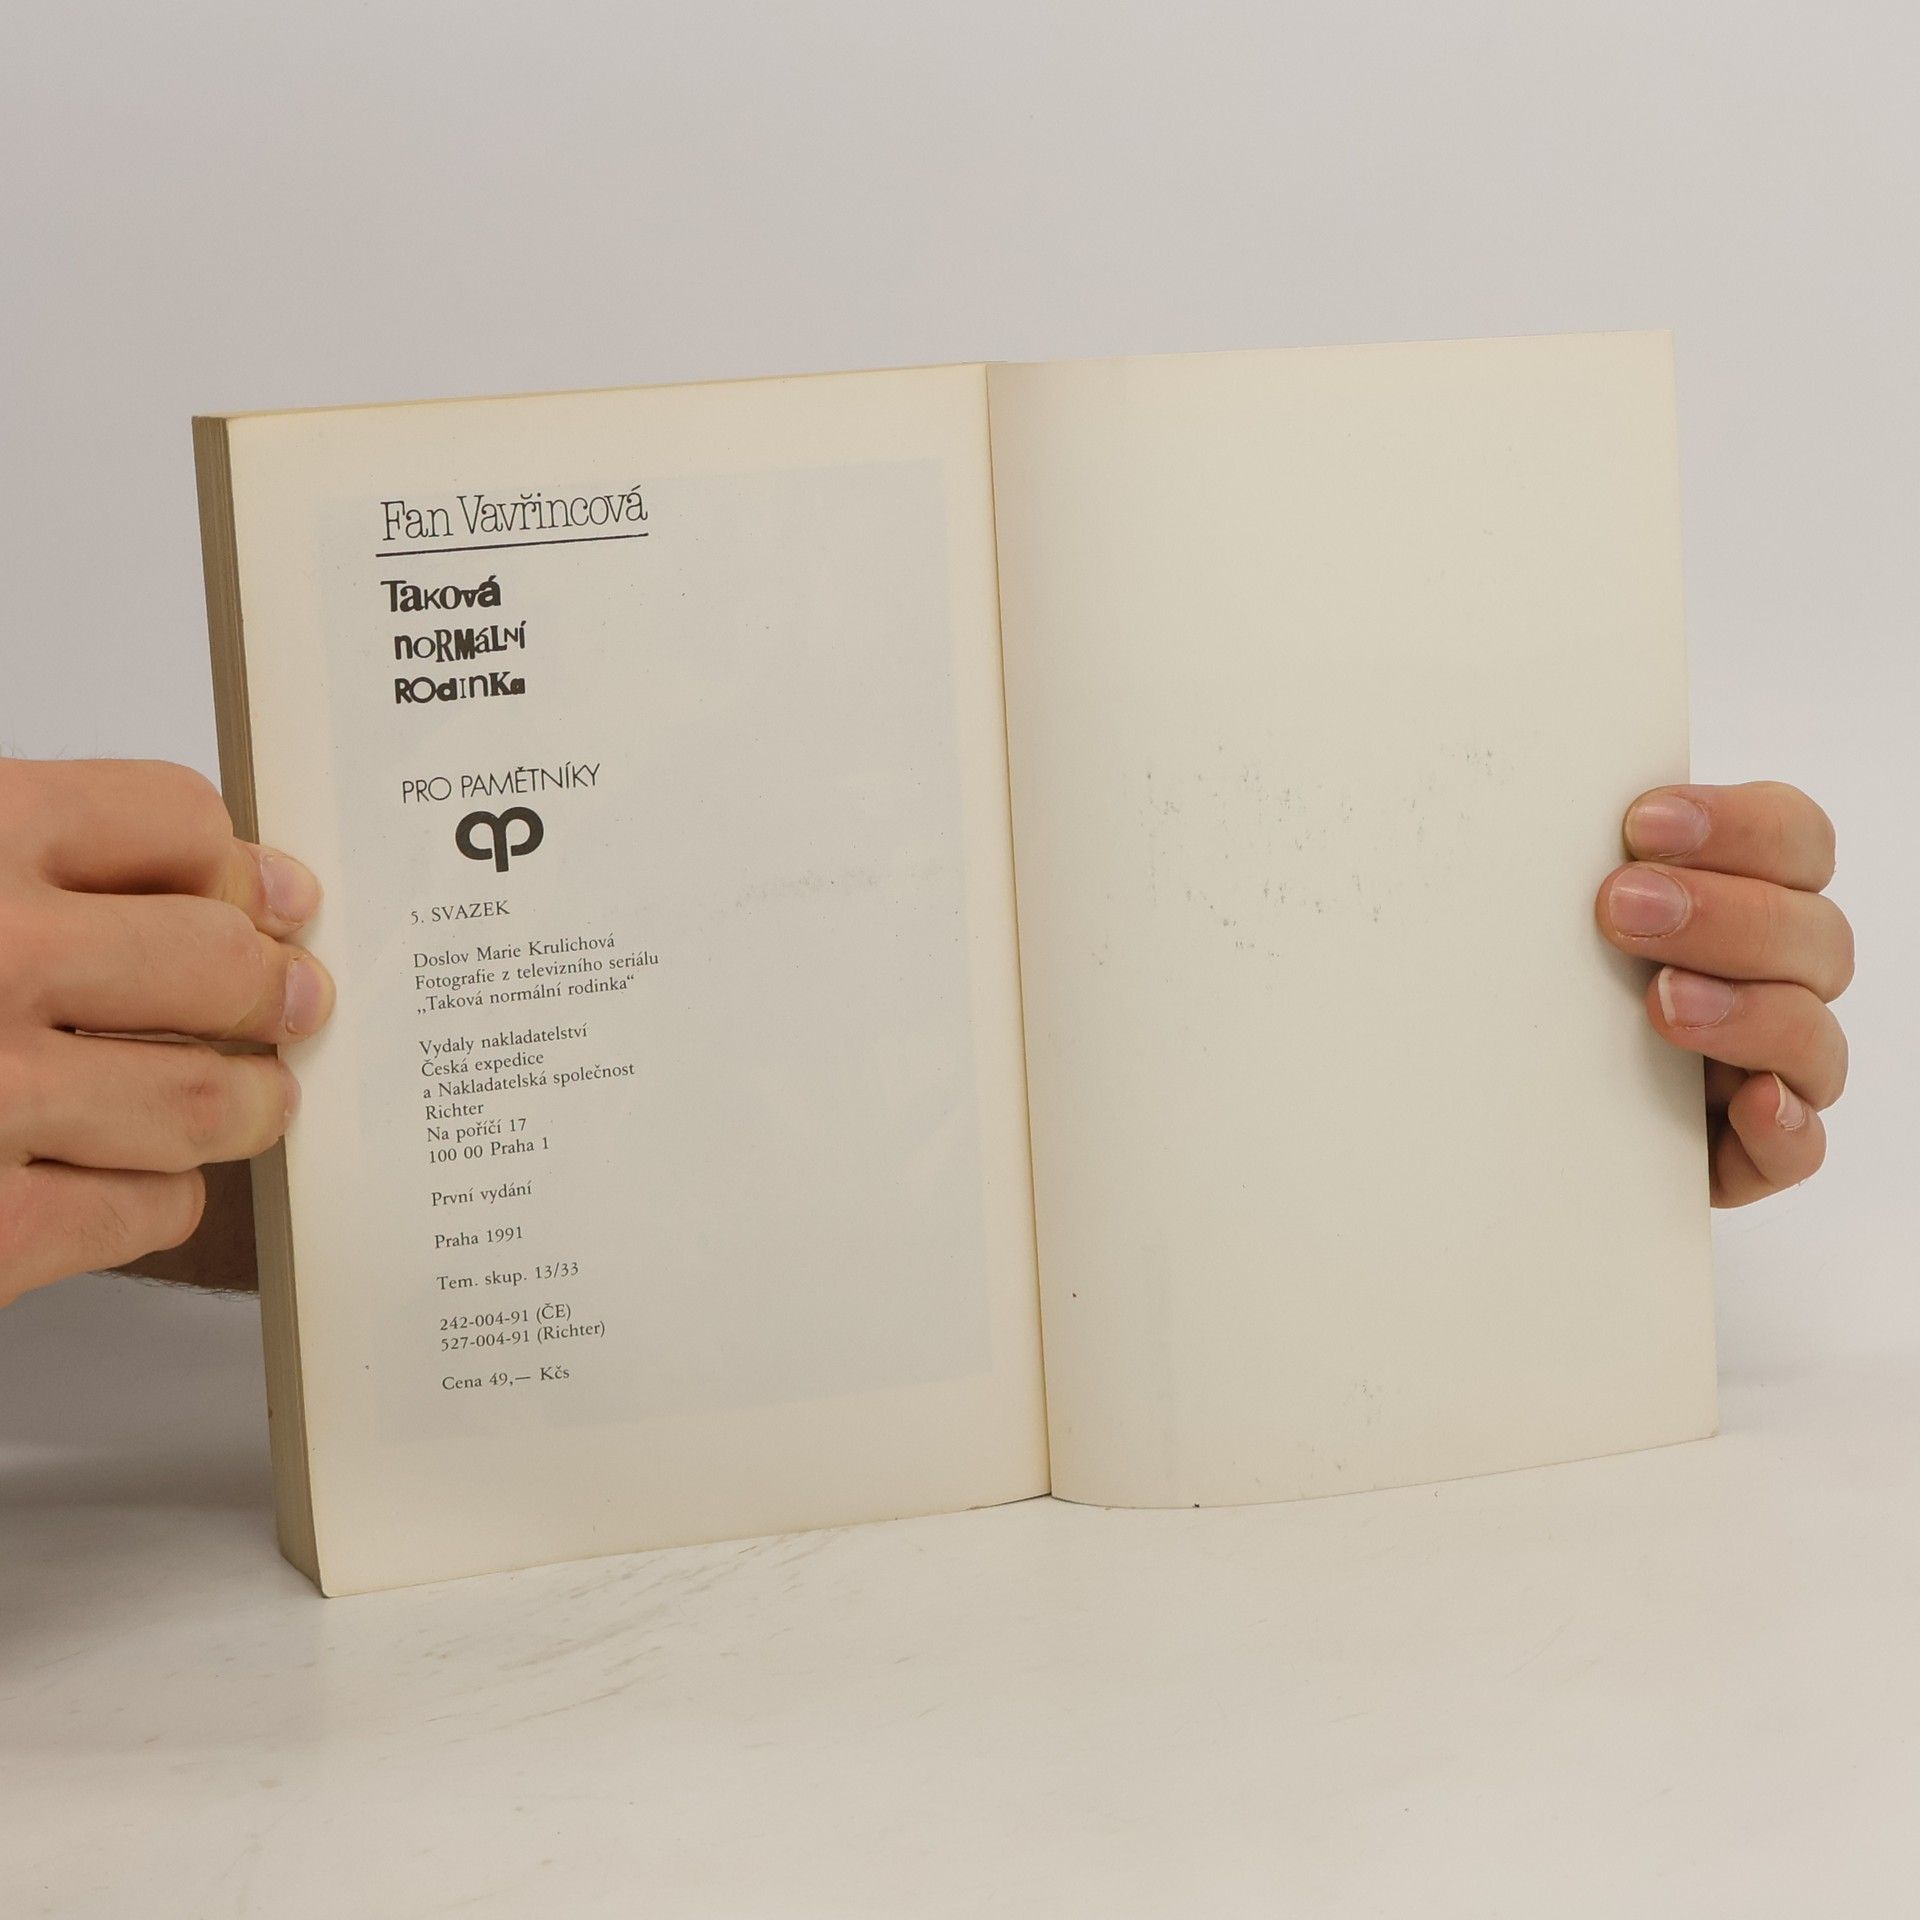 Fan Vavřincová
Taková
noRMáLNí
RodINKa
PRO PAMĚTNÍKY
5. SVAZEK
Doslov Marie Krulichová
Fotografie z televizního seriálu
„Taková normální rodinka“
Vydaly nakladatelství
Česká expedice
a Nakladatelská společnost
Richter
Na poříčí 17
100 00 Praha 1
První vydání
Praha 1991
Tem. skup. 13/33
242-004-91 (ČE)
527-004-91 (Richter)
Cena 49,— Kčs